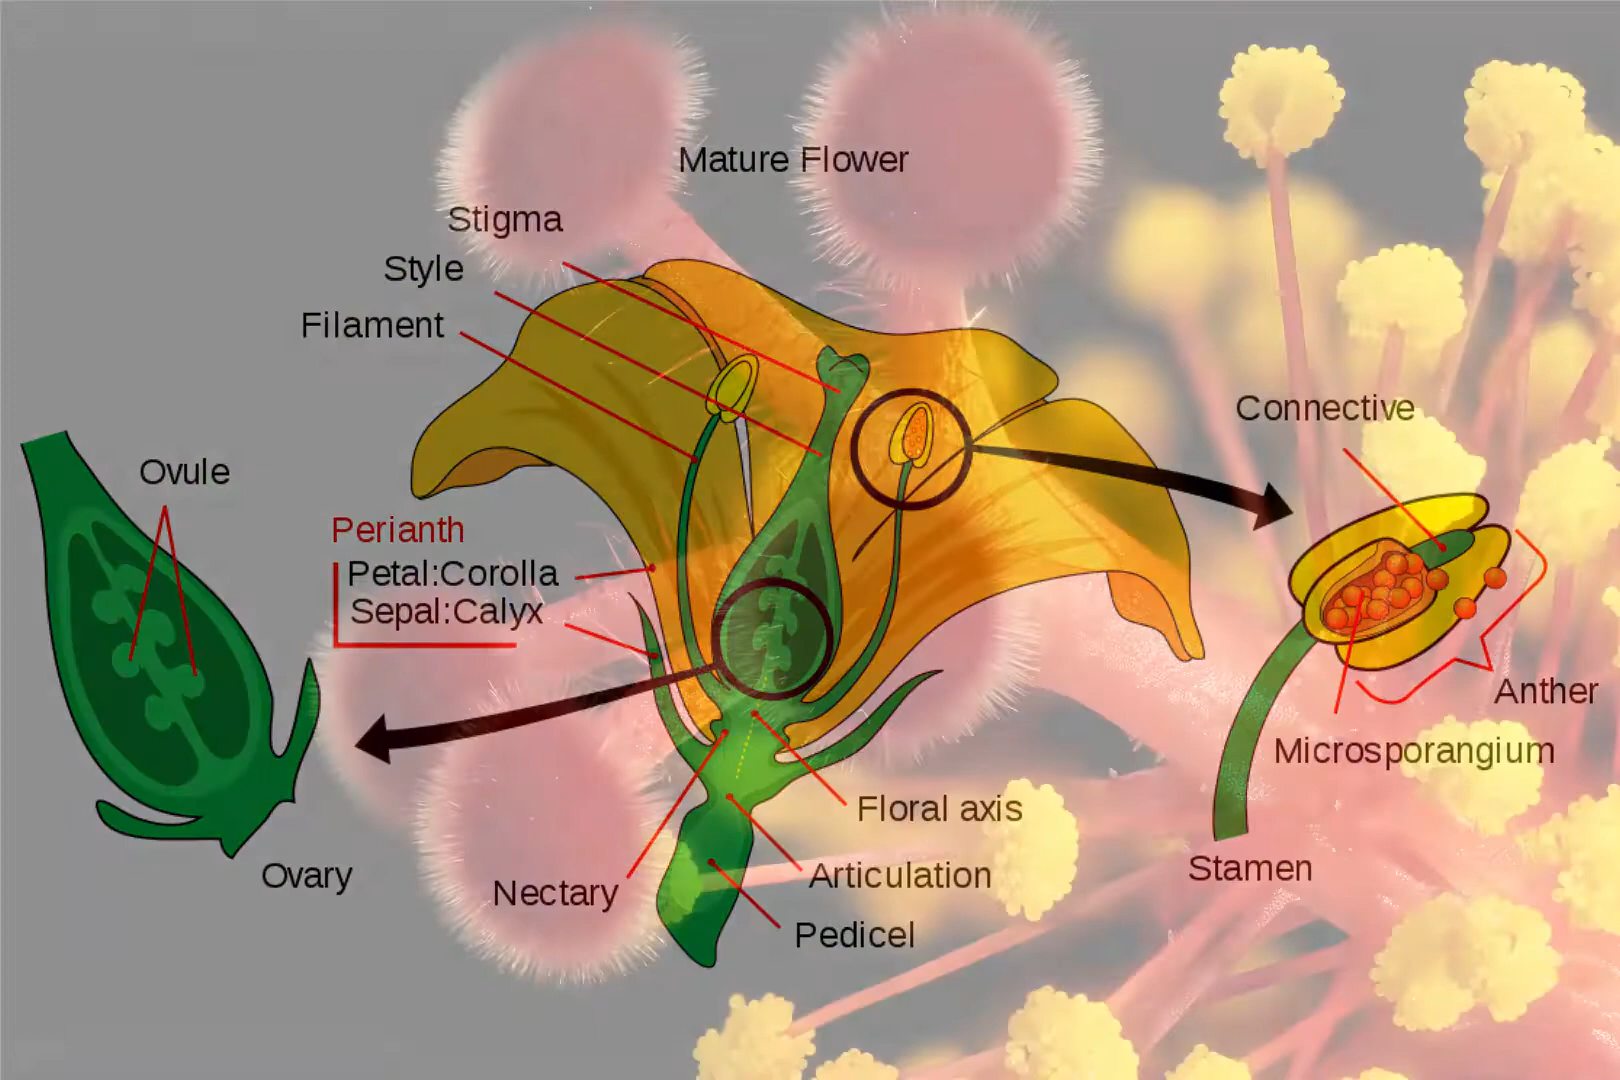 Mature Flower
Stigma
Style
Filament
Connective
Ovule
Perianth
Petal:Corolla
Sepal:Calyx
Anther
Microsporangium
Floral axis
Stamen
Ovary
Nectary
Articulation
Pedicel